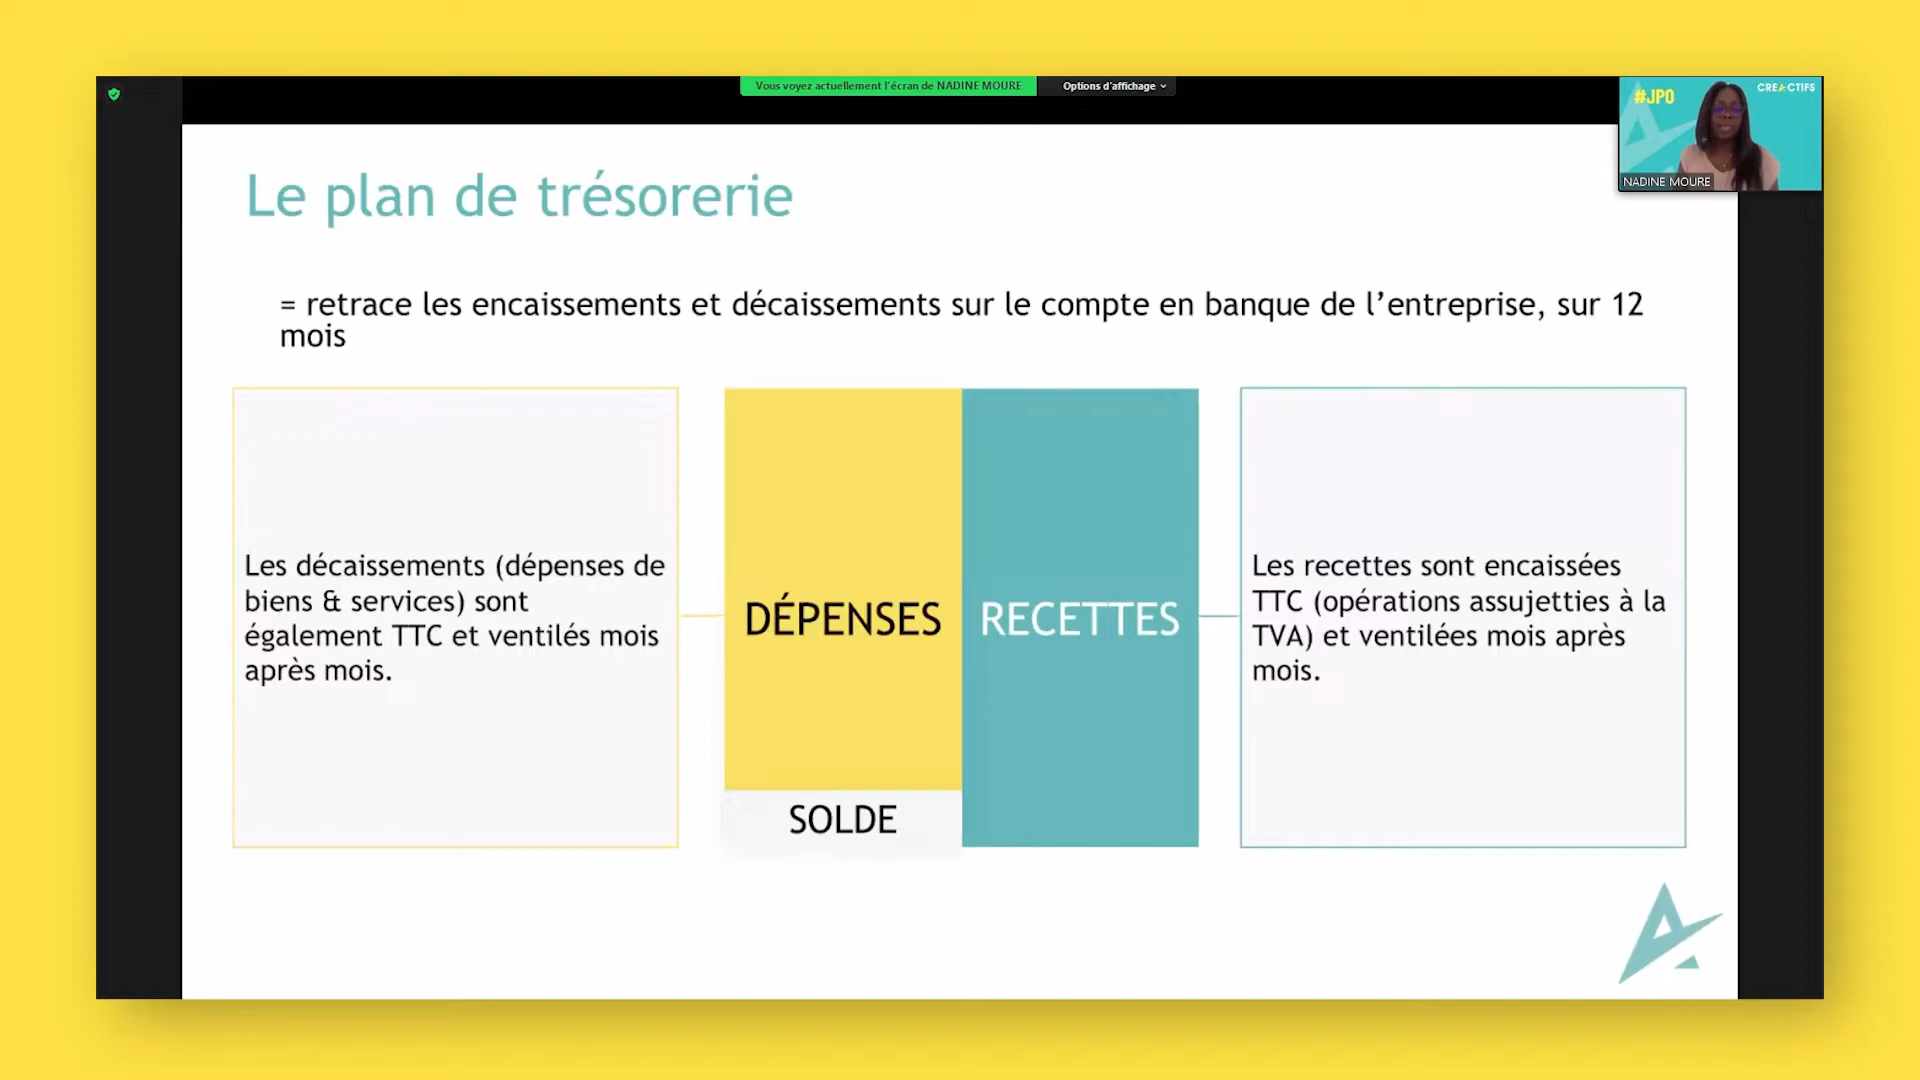 Vous voyez actuellement l'écran de NADINE MOURE
Options d'affichage
#JPO
CREACTIFS
NADINE MOURE
Le plan de trésorerie
= retrace les encaissements et décaissements sur le compte en banque de l’entreprise, sur 12
mois
Les décaissements (dépenses de
biens & services) sont
également TTC et ventilés mois
après mois.
DÉPENSES
SOLDE
RECETTES
Les recettes sont encaissées
TTC (opérations assujetties à la
TVA) et ventilées mois après
mois.